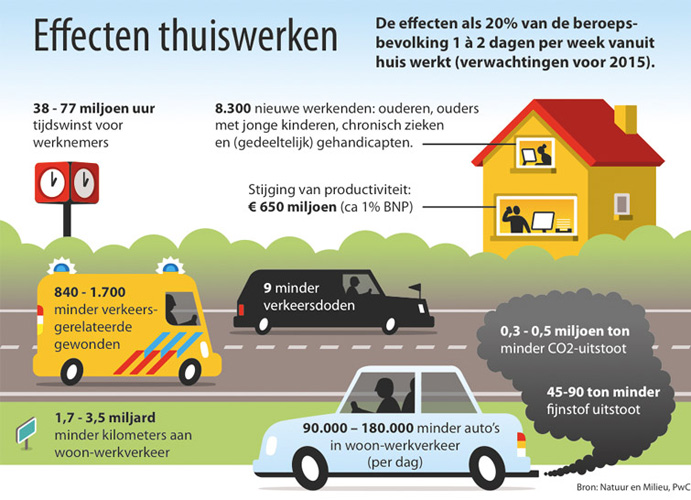 Effecten thuiswerken
De effecten als 20% van de beroeps-
bevolking 1 à 2 dagen per week vanuit
huis werkt (verwachtingen voor 2015).
38 - 77 miljoen uur
tijdswinst voor
werknemers
8.300 nieuwe werkenden: ouderen, ouders
met jonge kinderen, chronisch zieken
en (gedeeltelijk) gehandicapten.
Stijging van productiviteit:
€ 650 miljoen (ca 1% BNP)
840 - 1.700
minder verkeers-
gerelateerde
gewonden
9 minder
verkeersdoden
0,3 - 0,5 miljoen ton
minder CO2-uitstoot
45-90 ton minder
fijnstof uitstoot
1,7 - 3,5 miljard
minder kilometers aan
woon-werkverkeer
90.000 – 180.000 minder auto's
in woon-werkverkeer
(per dag)
Bron: Natuur en Milieu, PwC